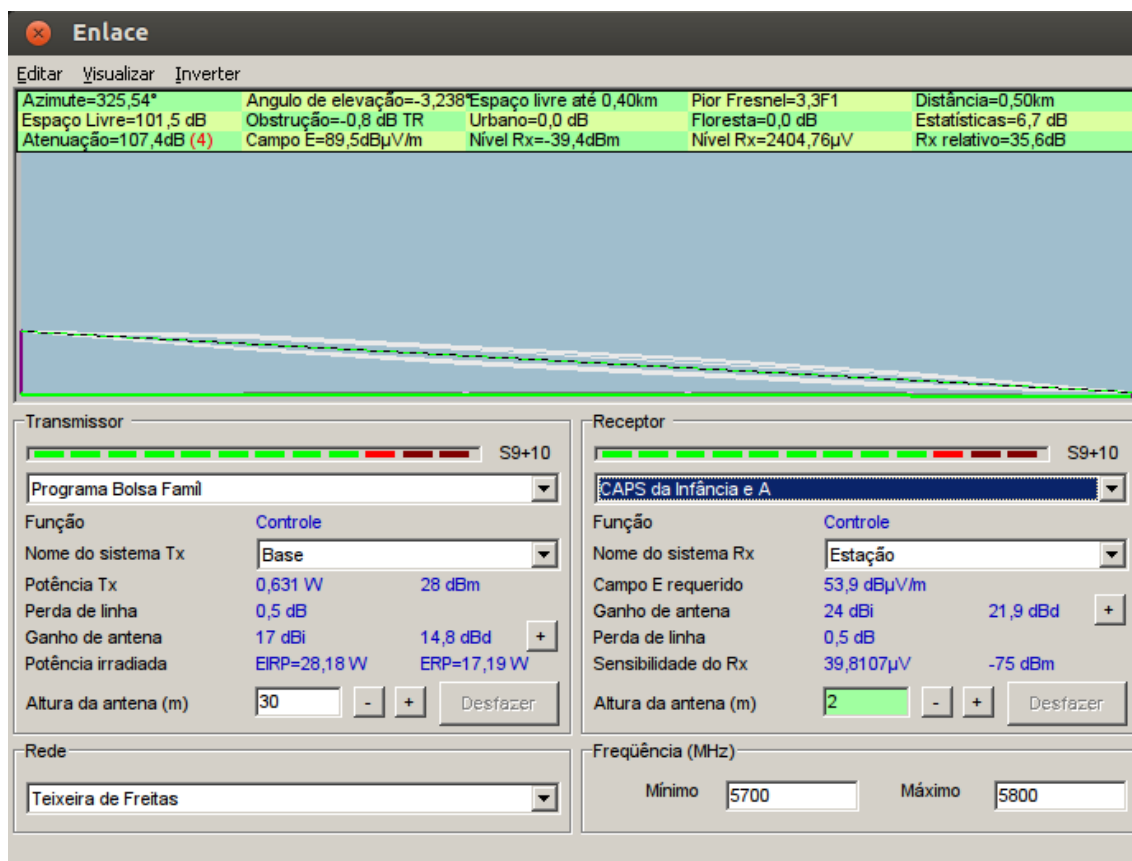 Enlace
Editar Visualizar Inverter
Azimute=325,54° Angulo de elevação=-3,238° Espaço livre até 0,40km Pior Fresnel=3,3F1 Distância=0,50km
Espaço Livre=101,5 dB Obstrução=-0,8 dB TR Urbano=0,0 dB Floresta=0,0 dB Estatísticas=6,7 dB
Atenuação=107,4dB (4) Campo E=89,5dBµV/m Nível Rx=-39,4dBm Nível Rx=2404,76µV Rx relativo=35,6dB
Transmissor
S9+10
Programa Bolsa Famíl
Função Controle
Nome do sistema Tx Base
Potência Tx 0,631 W 28 dBm
Perda de linha 0,5 dB
Ganho de antena 17 dBi 14,8 dBd +
Potência irradiada EIRP=28,18 W ERP=17,19 W
Altura da antena (m) 30 - + Desfazer
Rede
Teixeira de Freitas
Receptor
S9+10
CAPS da Infância e A
Função Controle
Nome do sistema Rx Estação
Campo E requerido 53,9 dBµV/m
Ganho de antena 24 dBi 21,9 dBd +
Perda de linha 0,5 dB
Sensibilidade do Rx 39,8107µV -75 dBm
Altura da antena (m) 2 - + Desfazer
Freqüência (MHz)
Mínimo 5700 Máximo 5800